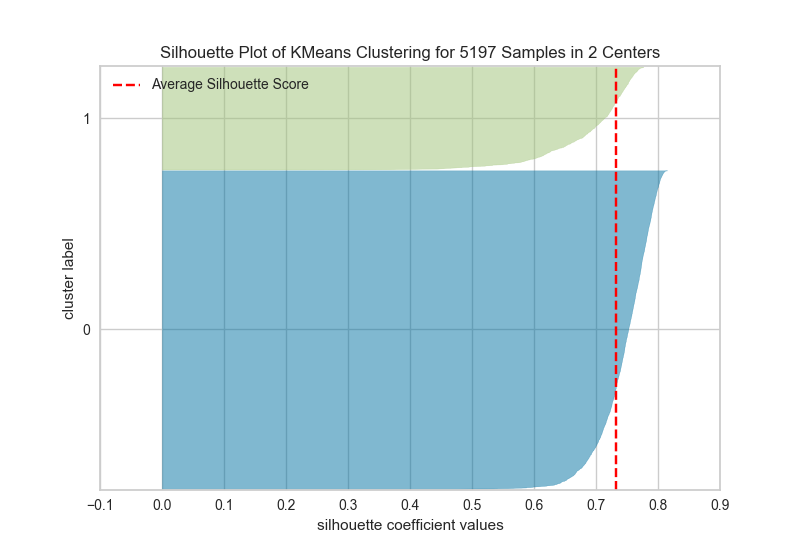 Silhouette Plot of KMeans Clustering for 5197 Samples in 2 Centers
Average Silhouette Score
1
cluster label
0
−0.1 0.0 0.1 0.2 0.3 0.4 0.5 0.6 0.7 0.8 0.9
silhouette coefficient values